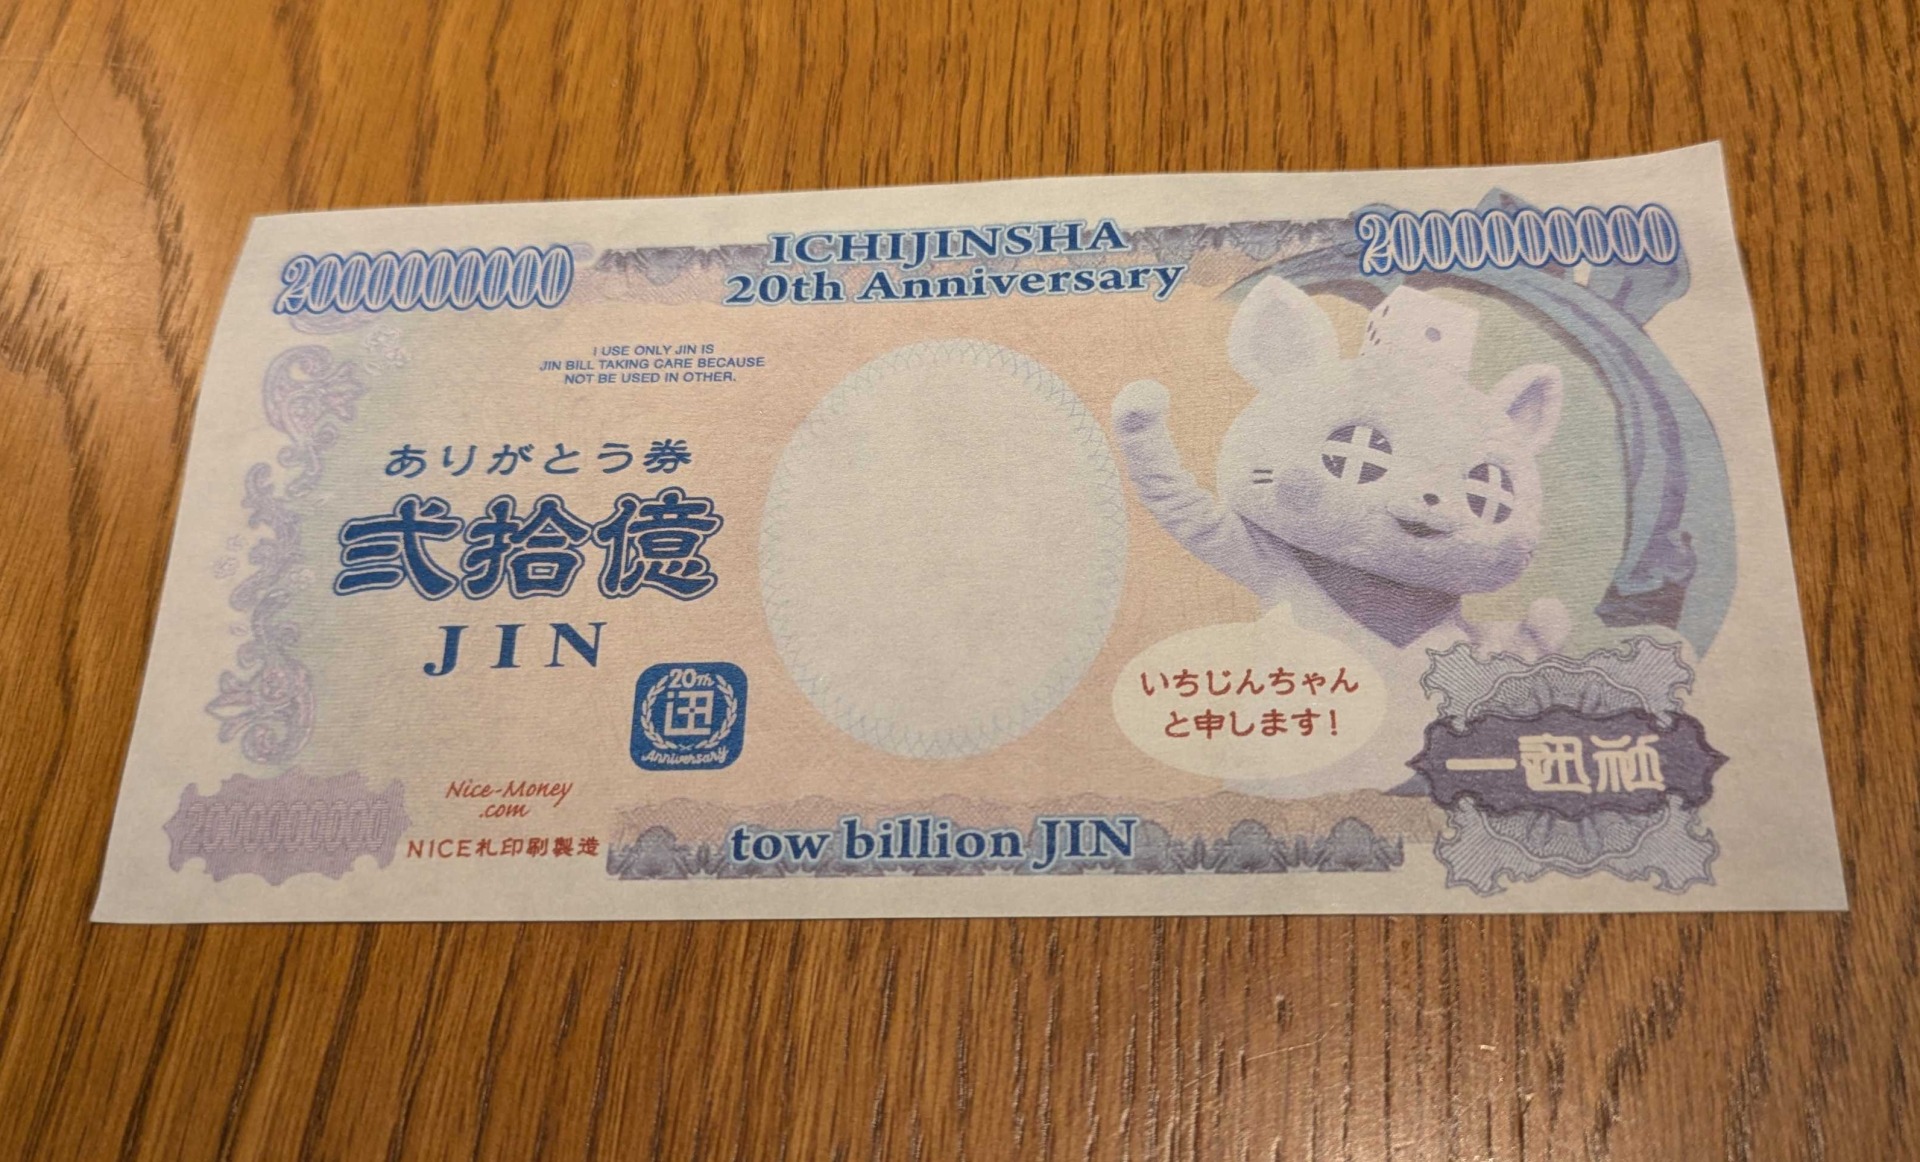 2000000000
ICHIJINSHA
20th Anniversary
2000000000
I USE ONLY JIN IS
JIN BILL TAKING CARE BECAUSE
NOT BE USED IN OTHER.
ありがとう券
弐拾億
JIN
20TH
迅
Anniversary
いちじんちゃん
と申します!
一迅社
Nice-Money
.com
NICE札印刷製造
2000000000
tow billion JIN